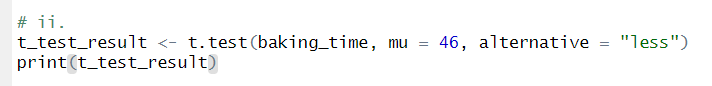 # ii.
t_test_result <- t.test(baking_time, mu = 46, alternative = "less")
print(t_test_result)